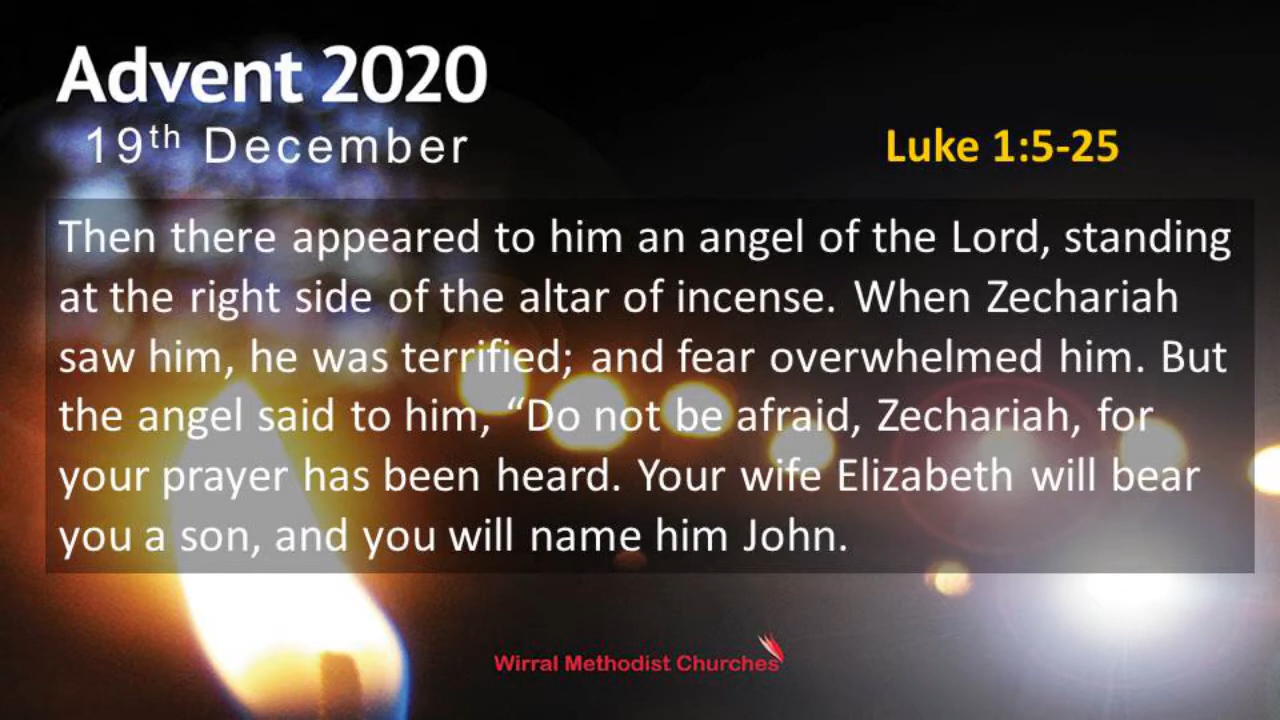 Advent 2020
19th December
Luke 1:5-25
Then there appeared to him an angel of the Lord, standing
at the right side of the altar of incense. When Zechariah
saw him, he was terrified; and fear overwhelmed him. But
the angel said to him, “Do not be afraid, Zechariah, for
your prayer has been heard. Your wife Elizabeth will bear
you a son, and you will name him John.
Wirral Methodist Churches